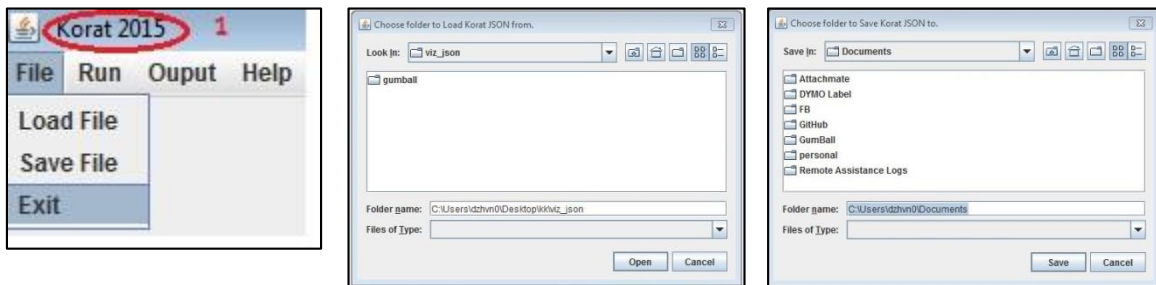 Korat 2015 1
File Run Ouput Help
Load File
Save File
Exit
Choose folder to Load Korat JSON from.
Look In: viz_json
gumball
Folder name: C:\Users\dzhvn0\Desktop\kk\viz_json
Files of Type:
Open Cancel
Choose folder to Save Korat JSON to.
Save In: Documents
Attachmate
DYMO Label
FB
GitHub
GumBall
personal
Remote Assistance Logs
Folder name: C:\Users\dzhvn0\Documents
Files of Type:
Save Cancel